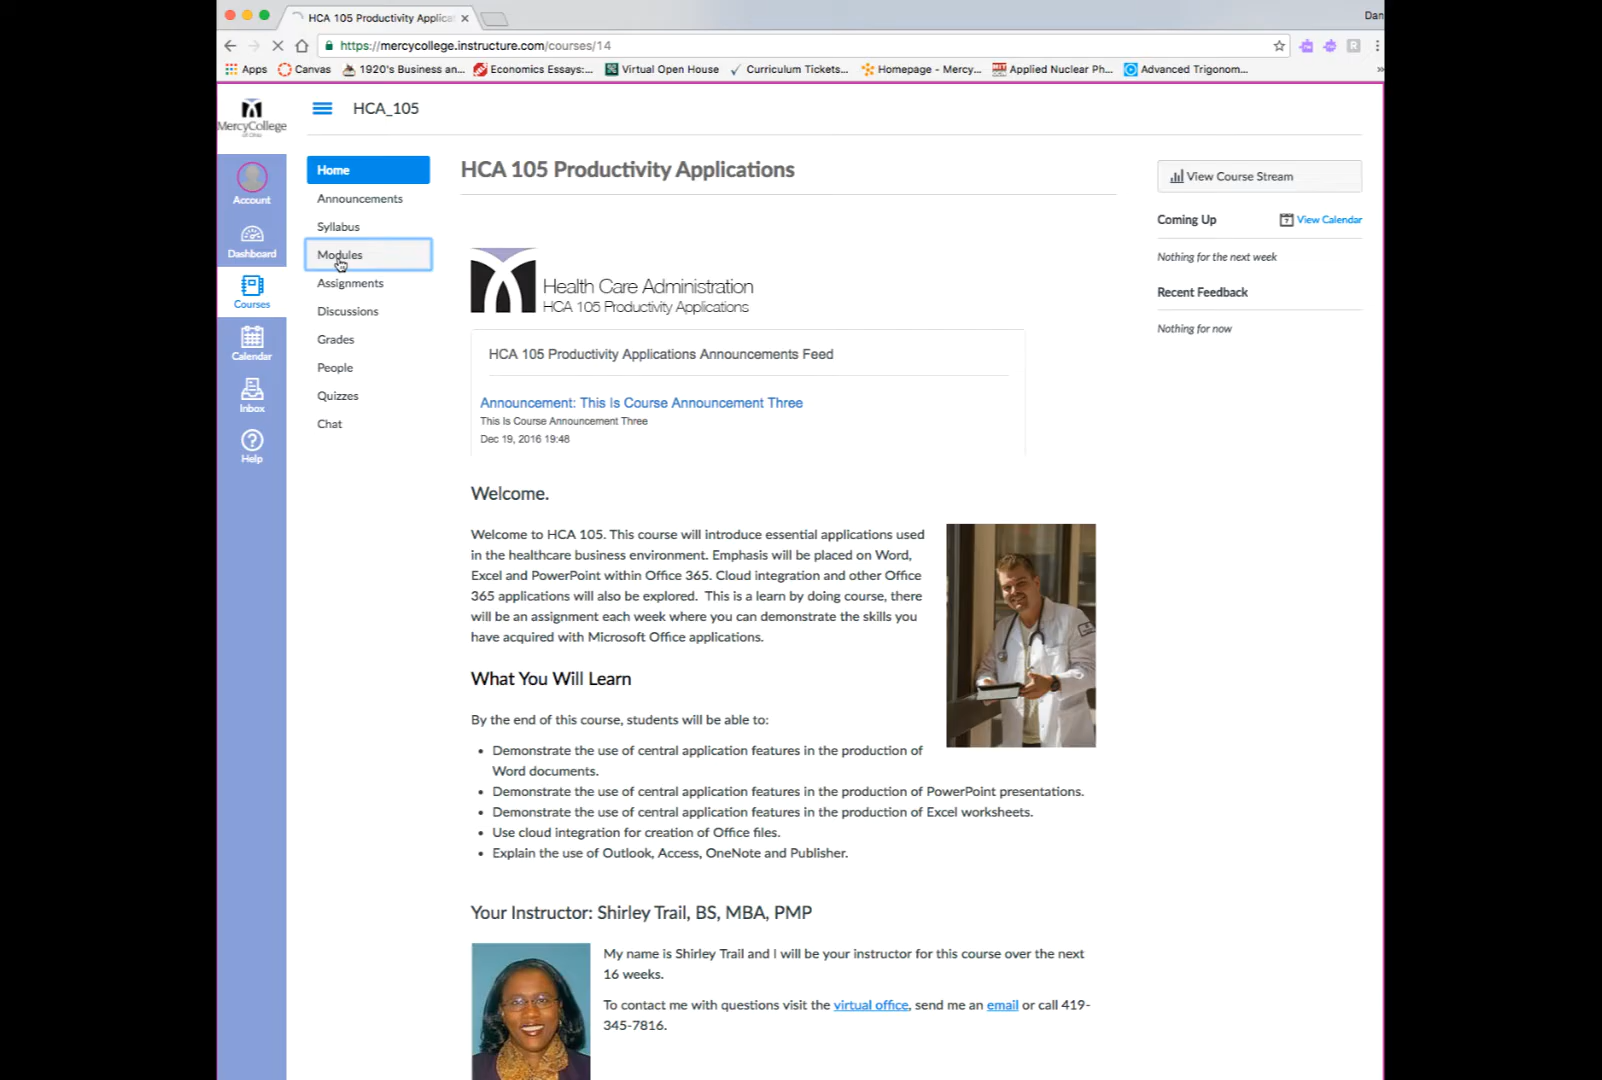 HCA 105 Productivity Applica
Dan
https://mercycollege.instructure.com/courses/14
R
Apps
Canvas
1920's Business an...
Economics Essays:...
Virtual Open House
Curriculum Tickets...
Homepage - Mercy...
Applied Nuclear Ph...
Advanced Trigonom...
»
MercyCollege
of Ohio
HCA_105
Account
Dashboard
Courses
Calendar
Inbox
Help
Home
Announcements
Syllabus
Modules
Assignments
Discussions
Grades
People
Quizzes
Chat
HCA 105 Productivity Applications
Health Care Administration
HCA 105 Productivity Applications
HCA 105 Productivity Applications Announcements Feed
Announcement: This Is Course Announcement Three
This Is Course Announcement Three
Dec 19, 2016 19:48
Welcome.
Welcome to HCA 105. This course will introduce essential applications used
in the healthcare business environment. Emphasis will be placed on Word,
Excel and PowerPoint within Office 365. Cloud integration and other Office
365 applications will also be explored. This is a learn by doing course, there
will be an assignment each week where you can demonstrate the skills you
have acquired with Microsoft Office applications.
What You Will Learn
By the end of this course, students will be able to:
• Demonstrate the use of central application features in the production of
Word documents.
• Demonstrate the use of central application features in the production of PowerPoint presentations.
• Demonstrate the use of central application features in the production of Excel worksheets.
• Use cloud integration for creation of Office files.
• Explain the use of Outlook, Access, OneNote and Publisher.
Your Instructor: Shirley Trail, BS, MBA, PMP
My name is Shirley Trail and I will be your instructor for this course over the next
16 weeks.
To contact me with questions visit the virtual office, send me an email or call 419-
345-7816.
View Course Stream
Coming Up
7 View Calendar
Nothing for the next week
Recent Feedback
Nothing for now